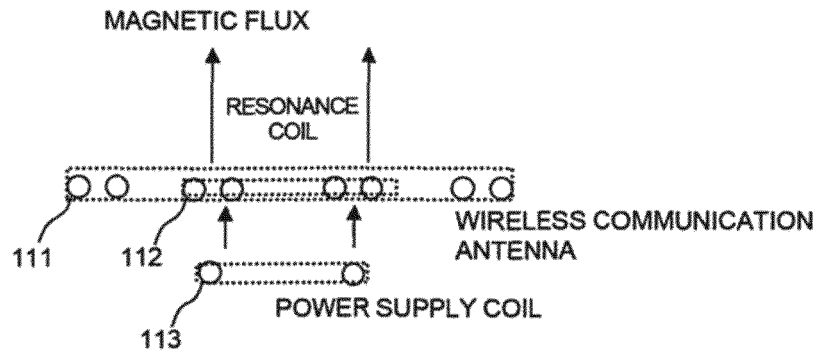 MAGNETIC FLUX
RESONANCE
COIL
WIRELESS COMMUNICATION
ANTENNA
111
112
POWER SUPPLY COIL
113